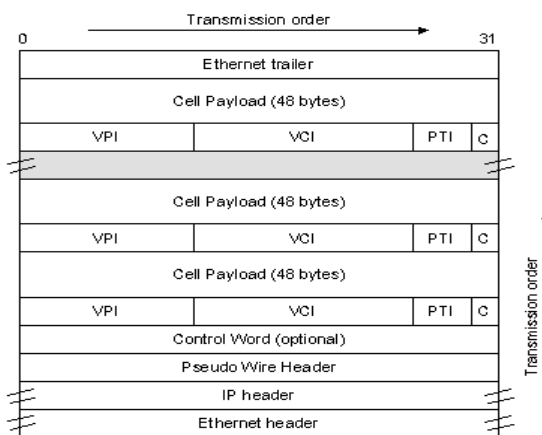 Transmission order
0 31
Ethernet trailer
Cell Payload (48 bytes)
VPI VCI PTI C
Cell Payload (48 bytes)
VPI VCI PTI C
Cell Payload (48 bytes)
VPI VCI PTI C
Control Word (optional)
Pseudo Wire Header
IP header
Ethernet header
Transmission order